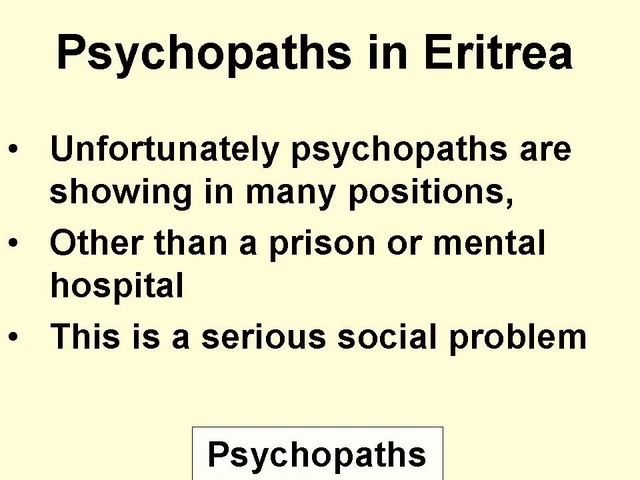 Psychopaths in Eritrea
• Unfortunately psychopaths are
showing in many positions,
• Other than a prison or mental
hospital
• This is a serious social problem
Psychopaths